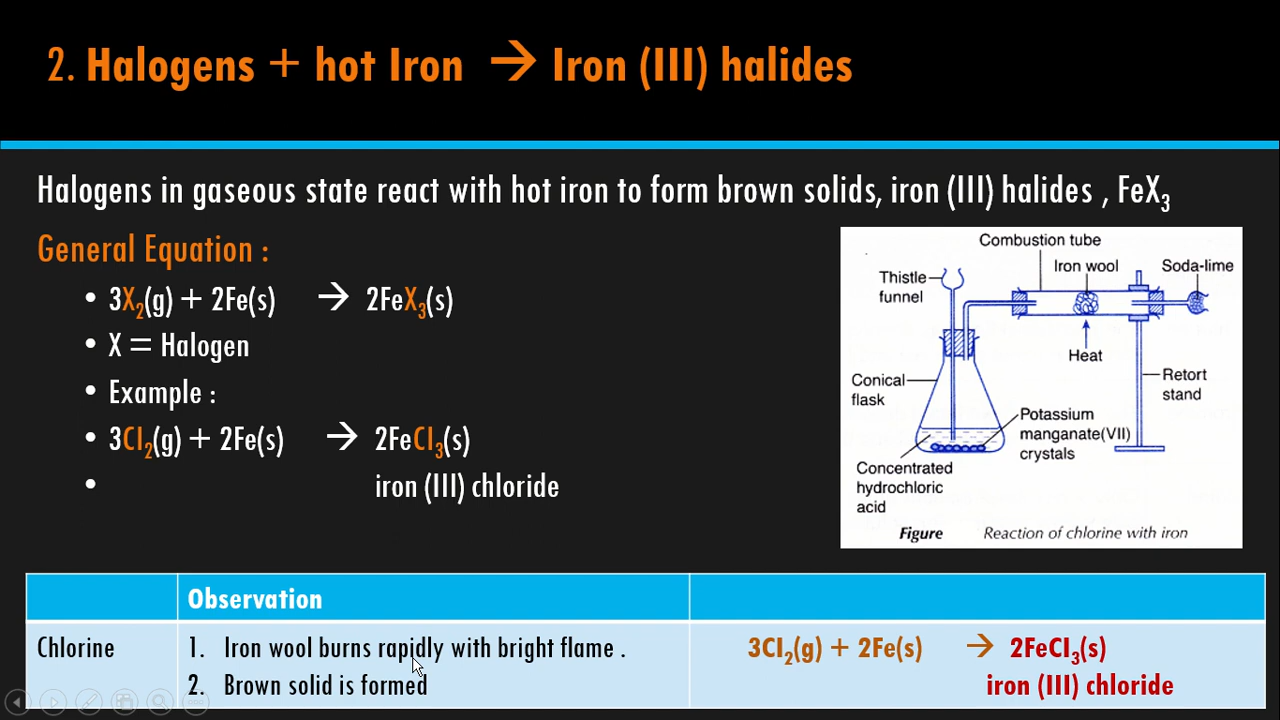 2. Halogens + hot Iron → Iron (III) halides
Halogens in gaseous state react with hot iron to form brown solids, iron (III) halides , FeX₃
General Equation :
• 3X₂(g) + 2Fe(s) → 2FeX₃(s)
• X = Halogen
• Example :
• 3Cl₂(g) + 2Fe(s) → 2FeCl₃(s)
• iron (III) chloride
Combustion tube
Iron wool
Soda-lime
Thistle
funnel
Heat
Conical
flask
Retort
stand
Potassium
manganate(VII)
crystals
Concentrated
hydrochloric
acid
Figure Reaction of chlorine with iron
Observation
Chlorine
1. Iron wool burns rapidly with bright flame .
2. Brown solid is formed
3Cl₂(g) + 2Fe(s) → 2FeCl₃(s)
iron (III) chloride